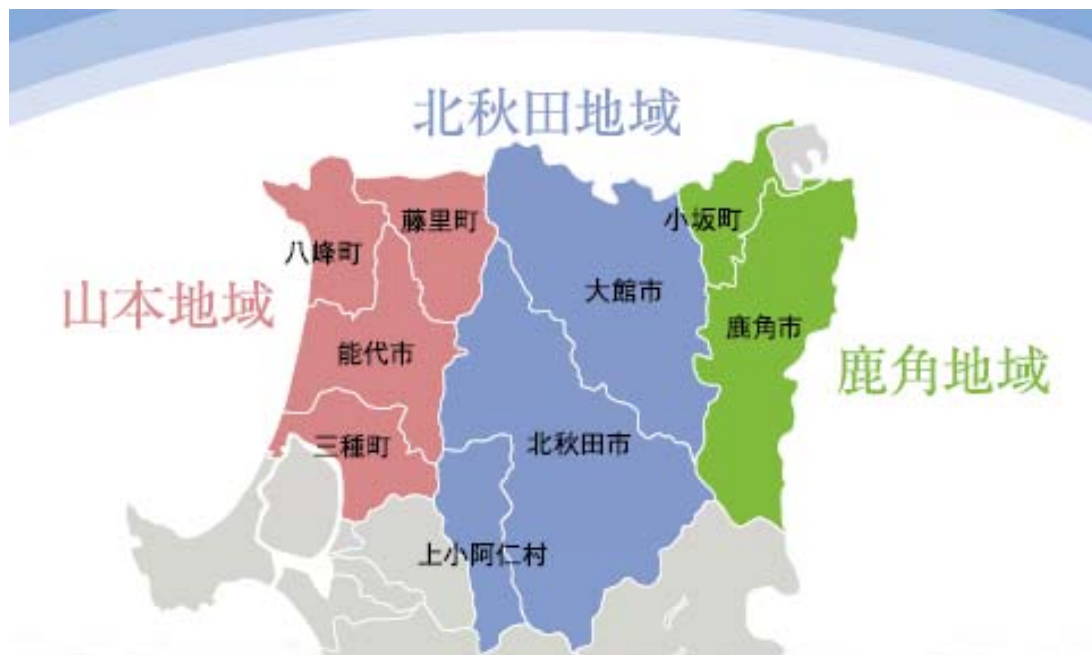 北秋田地域
藤里町
小坂町
八峰町
大館市
山本地域
鹿角市
能代市
鹿角地域
三種町
北秋田市
上小阿仁村